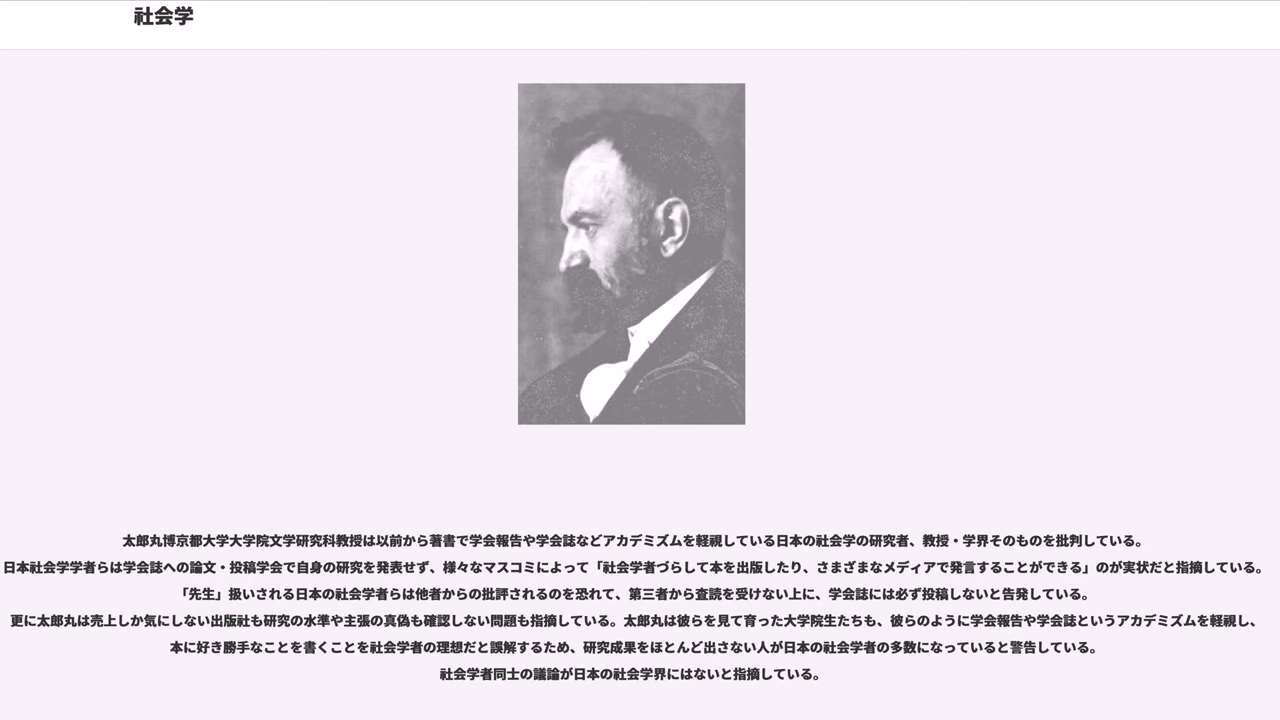 社会学
太郎丸博京都大学大学院文学研究科教授は以前から著書で学会報告や学会誌などアカデミズムを軽視している日本の社会学の研究者、教授・学界そのものを批判している。
日本社会学学者らは学会誌への論文・投稿学会で自身の研究を発表せず、様々なマスコミによって「社会学者づらして本を出版したり、さまざまなメディアで発言することができる」のが実状だと指摘している。
「先生」扱いされる日本の社会学者らは他者からの批評されるのを恐れて、第三者から査読を受けない上に、学会誌には必ず投稿しないと告発している。
更に太郎丸は売上しか気にしない出版社も研究の水準や主張の真偽も確認しない問題も指摘している。太郎丸は彼らを見て育った大学院生たちも、彼らのように学会報告や学会誌というアカデミズムを軽視し、
本に好き勝手なことを書くことを社会学者の理想だと誤解するため、研究成果をほとんど出さない人が日本の社会学者の多数になっていると警告している。
社会学者同士の議論が日本の社会学界にはないと指摘している。